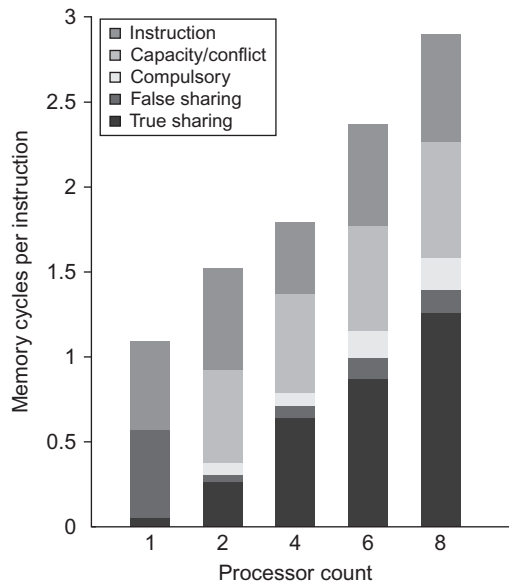 3
2.5
2
1.5
1
0.5
0
Memory cycles per instruction
Instruction
Capacity/conflict
Compulsory
False sharing
True sharing
1 2 4 6 8
Processor count